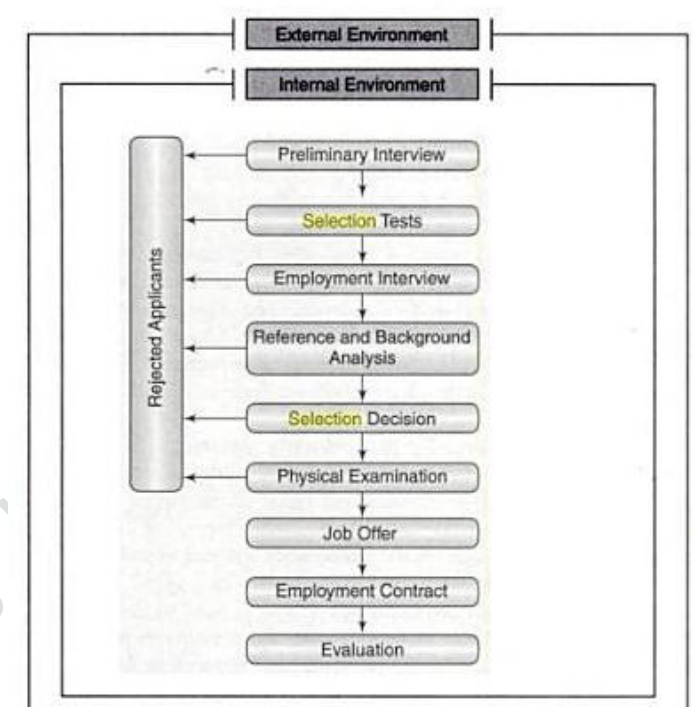 External Environment
Internal Environment
Rejected Applicants
Preliminary Interview
Selection Tests
Employment Interview
Reference and Background
Analysis
Selection Decision
Physical Examination
Job Offer
Employment Contract
Evaluation